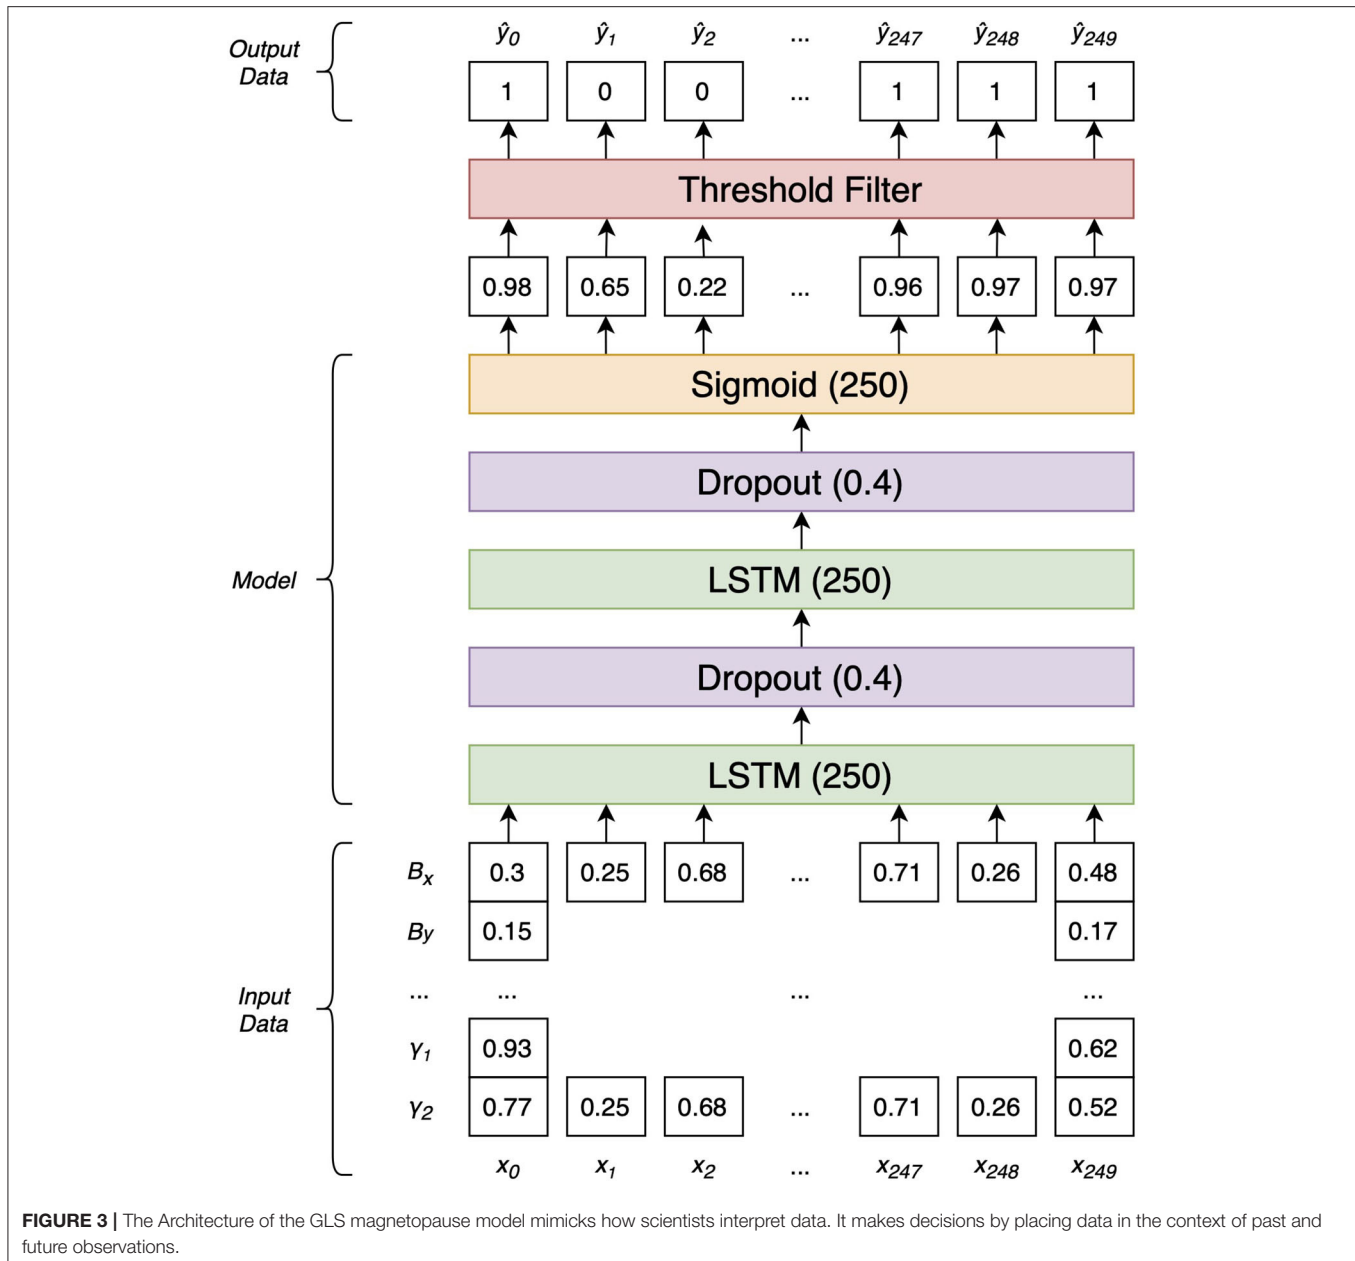 Output
Data
ŷ0 ŷ1 ŷ2 ... ŷ247 ŷ248 ŷ249
1 0 0 ... 1 1 1
Threshold Filter
0.98 0.65 0.22 ... 0.96 0.97 0.97
Model
Sigmoid (250)
Dropout (0.4)
LSTM (250)
Dropout (0.4)
LSTM (250)
Input
Data
Bx 0.3 0.25 0.68 ... 0.71 0.26 0.48
By 0.15 0.17
... ... ... ...
γ1 0.93 0.62
γ2 0.77 0.25 0.68 ... 0.71 0.26 0.52
x0 x1 x2 ... x247 x248 x249
FIGURE 3 | The Architecture of the GLS magnetopause model mimicks how scientists interpret data. It makes decisions by placing data in the context of past and
future observations.